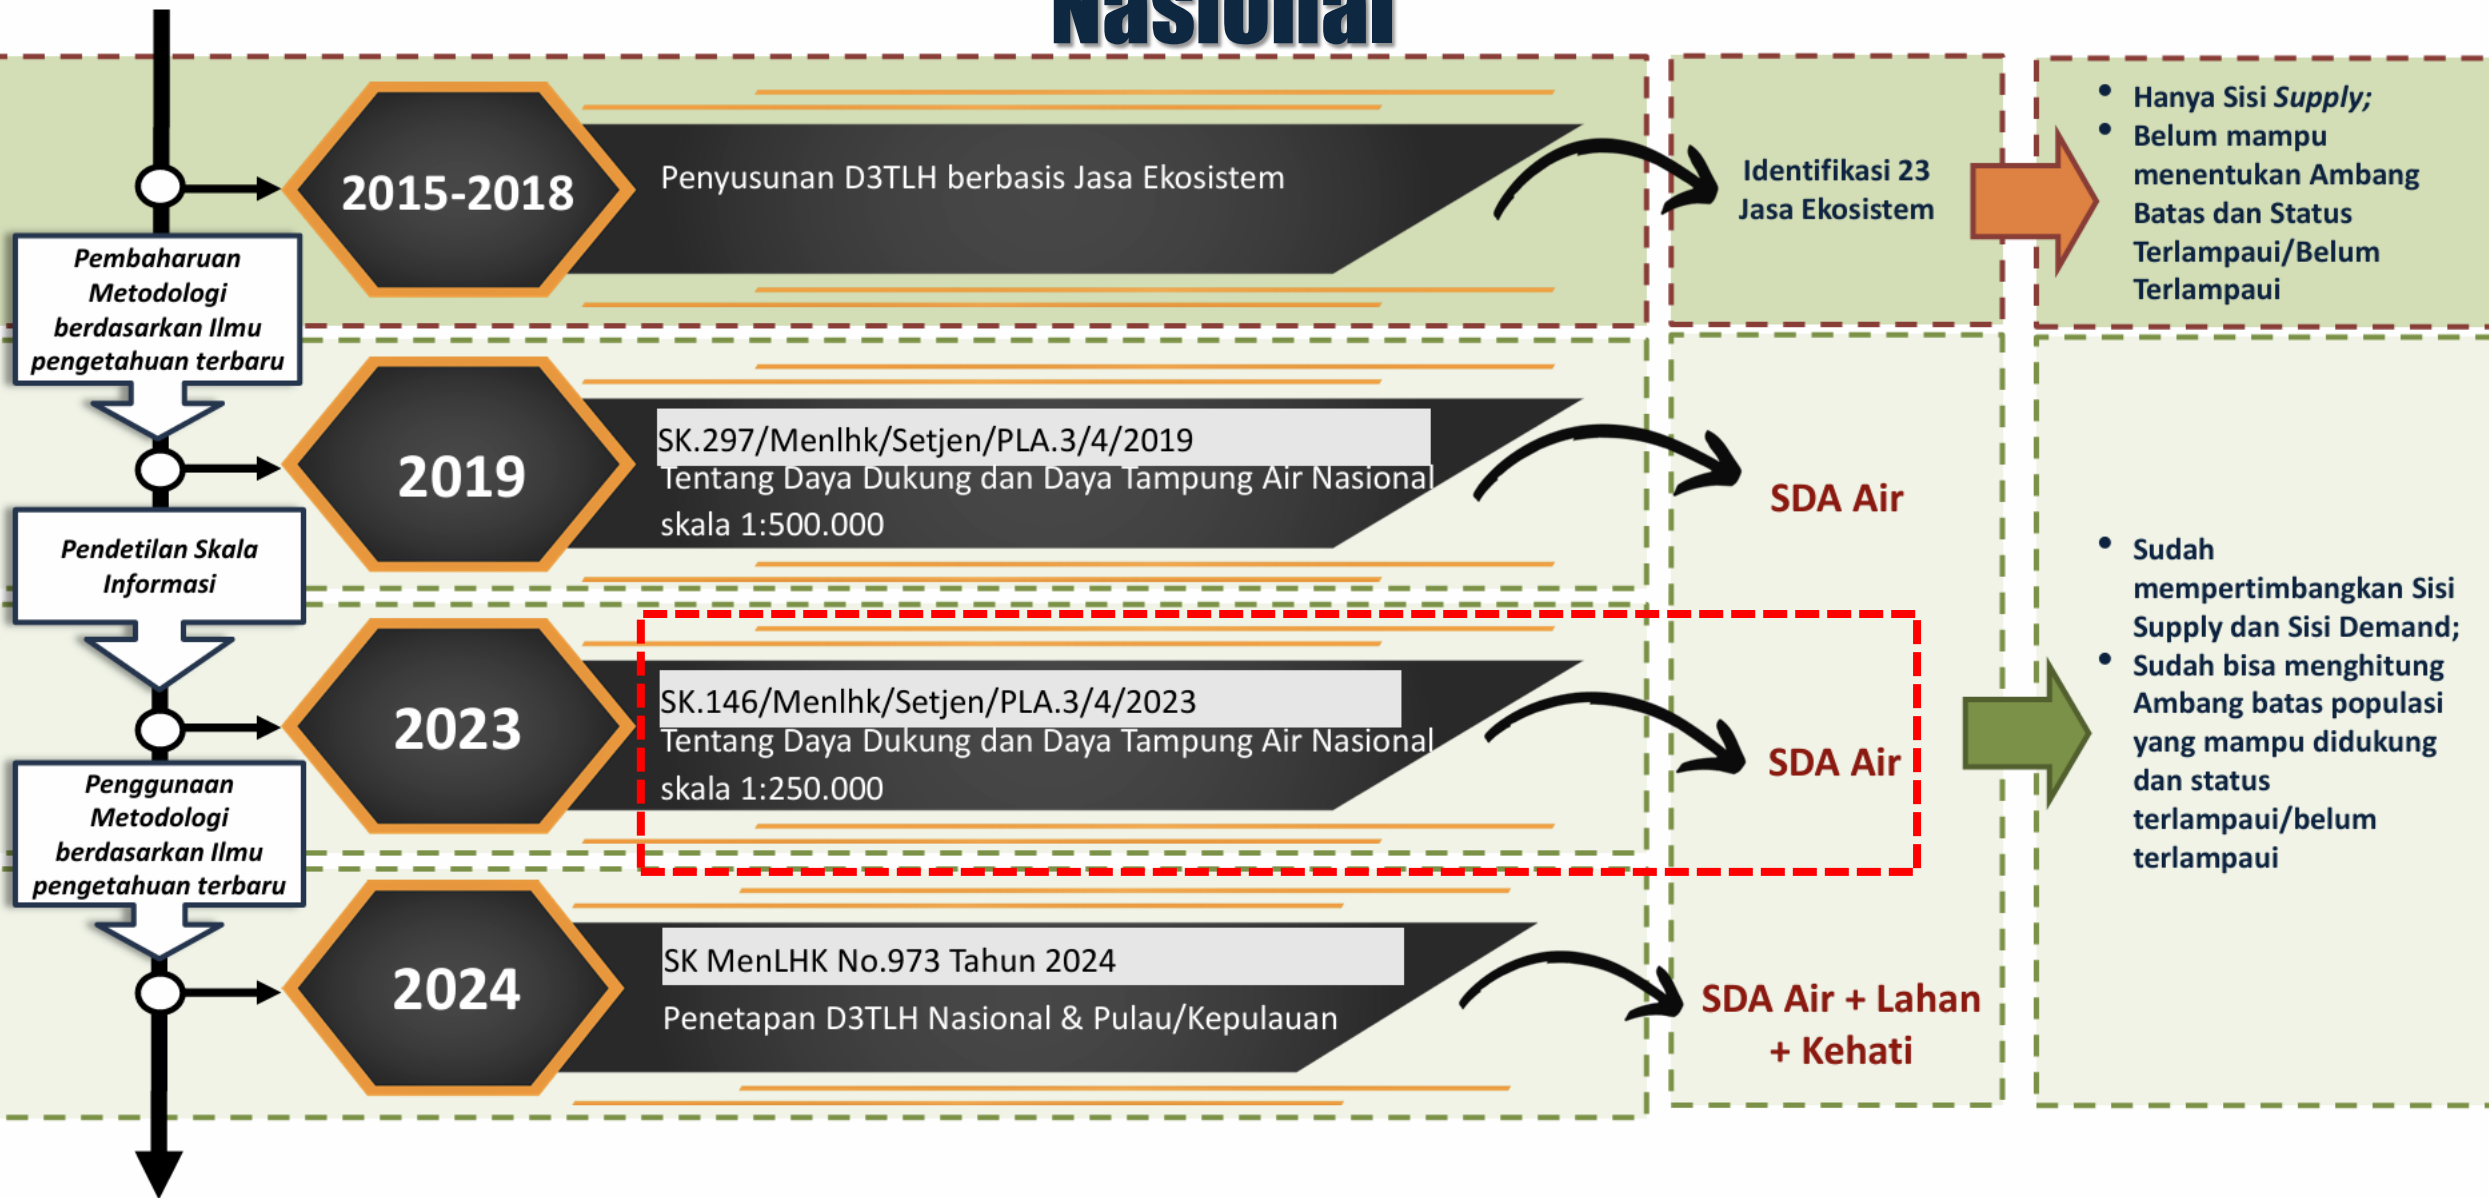 Nasional
2015-2018
Penyusunan D3TLH berbasis Jasa Ekosistem
Identifikasi 23
Jasa Ekosistem
• Hanya Sisi Supply;
• Belum mampu
menentukan Ambang
Batas dan Status
Terlampaui/Belum
Terlampaui
Pembaharuan
Metodologi
berdasarkan Ilmu
pengetahuan terbaru
2019
SK.297/Menlhk/Setjen/PLA.3/4/2019
Tentang Daya Dukung dan Daya Tampung Air Nasional
skala 1:500.000
SDA Air
Pendetilan Skala
Informasi
2023
SK.146/Menlhk/Setjen/PLA.3/4/2023
Tentang Daya Dukung dan Daya Tampung Air Nasional
skala 1:250.000
SDA Air
• Sudah
mempertimbangkan Sisi
Supply dan Sisi Demand;
• Sudah bisa menghitung
Ambang batas populasi
yang mampu didukung
dan status
terlampaui/belum
terlampaui
Penggunaan
Metodologi
berdasarkan Ilmu
pengetahuan terbaru
2024
SK MenLHK No.973 Tahun 2024
Penetapan D3TLH Nasional & Pulau/Kepulauan
SDA Air + Lahan
+ Kehati